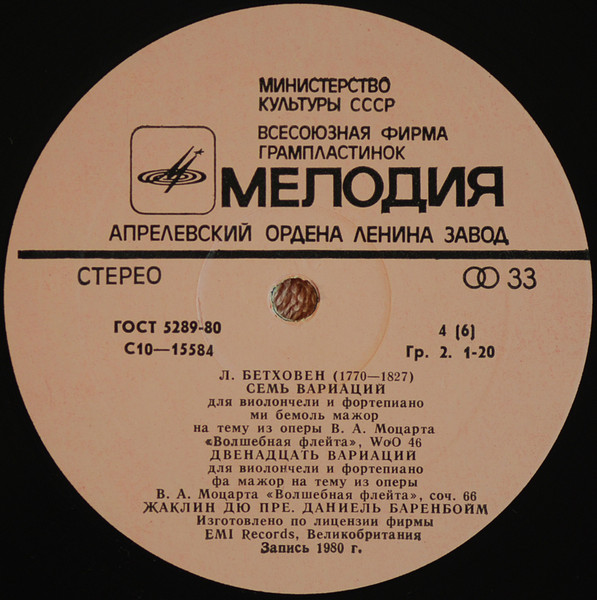 МИНИСТЕРСТВО
КУЛЬТУРЫ СССР
ВСЕСОЮЗНАЯ ФИРМА
ГРАМПЛАСТИНОК
МЕЛОДИЯ
АПРЕЛЕВСКИЙ ОРДЕНА ЛЕНИНА ЗАВОД
СТЕРЕО
33
ГОСТ 5289-80
С10—15584
4 (6)
Гр. 2. 1-20
Л. БЕТХОВЕН (1770—1827)
СЕМЬ ВАРИАЦИЙ
для виолончели и фортепиано
ми бемоль мажор
на тему из оперы В. А. Моцарта
«Волшебная флейта», WoO 46
ДВЕНАДЦАТЬ ВАРИАЦИЙ
для виолончели и фортепиано
фа мажор на тему из оперы
В. А. Моцарта «Волшебная флейта», соч. 66
ЖАКЛИН ДЮ ПРЕ. ДАНИЕЛЬ БАРЕНБОЙМ
Изготовлено по лицензии фирмы
EMI Records, Великобритания
Запись 1980 г.